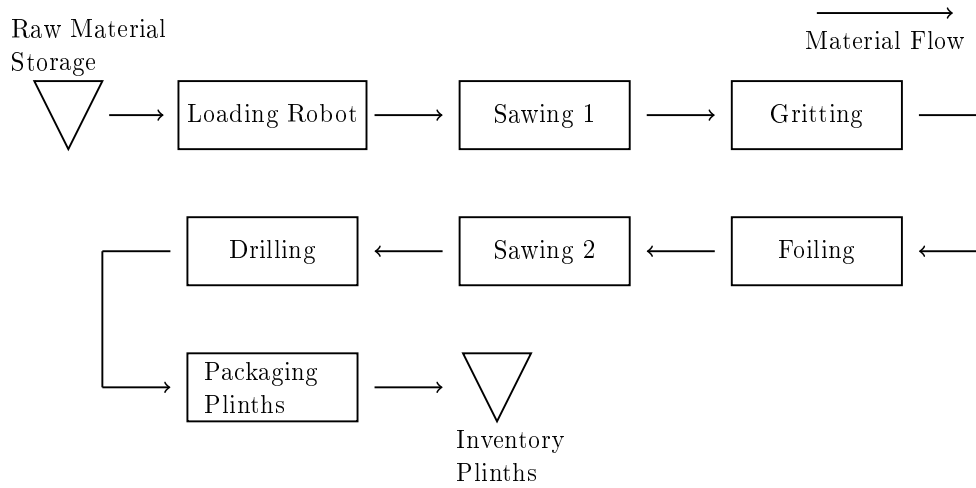 Raw Material
Storage
Material Flow
Loading Robot
Sawing 1
Gritting
Drilling
Sawing 2
Foiling
Packaging
Plinths
Inventory
Plinths